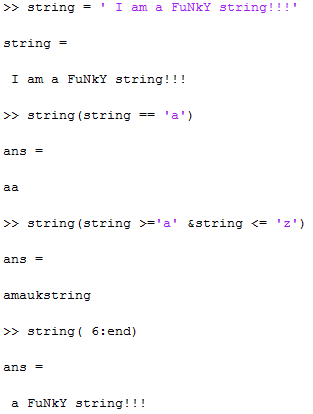 >> string = ' I am a FuNkY string!!!'
string =
 I am a FuNkY string!!!
>> string(string == 'a')
ans =
aa
>> string(string >='a' &string <= 'z')
ans =
amaukstring
>> string( 6:end)
ans =
 a FuNkY string!!!